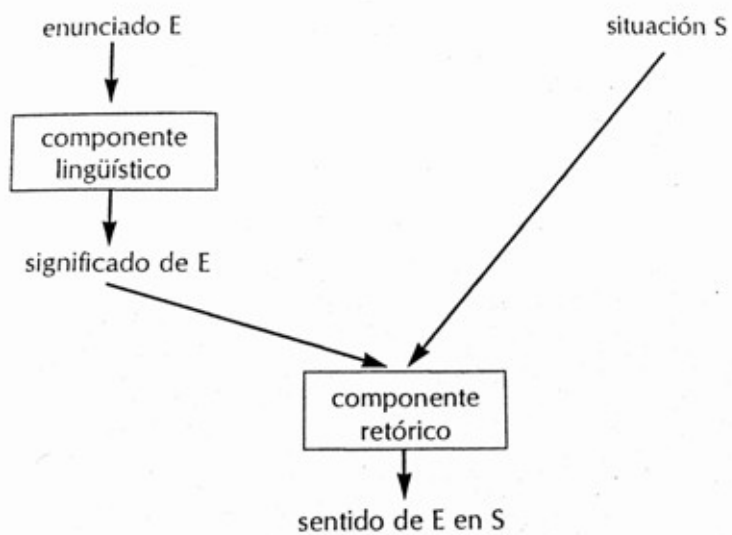 enunciado E
situación S
componente
lingüístico
significado de E
componente
retórico
sentido de E en S